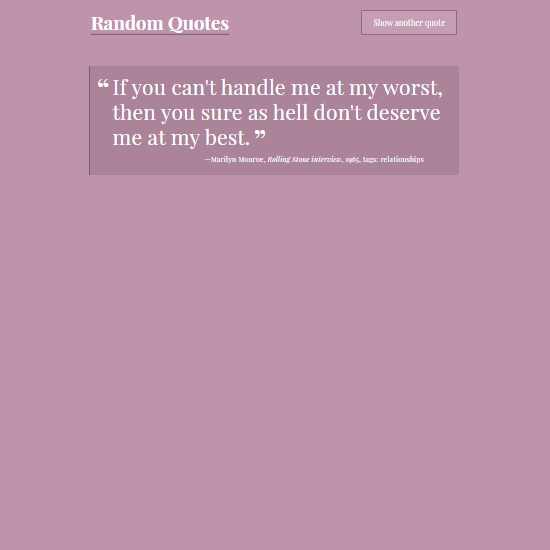 Random Quotes
Show another quote
“ If you can't handle me at my worst,
then you sure as hell don't deserve
me at my best. ”
—Marilyn Monroe, Rolling Stone interview, 1965, tags: relationships